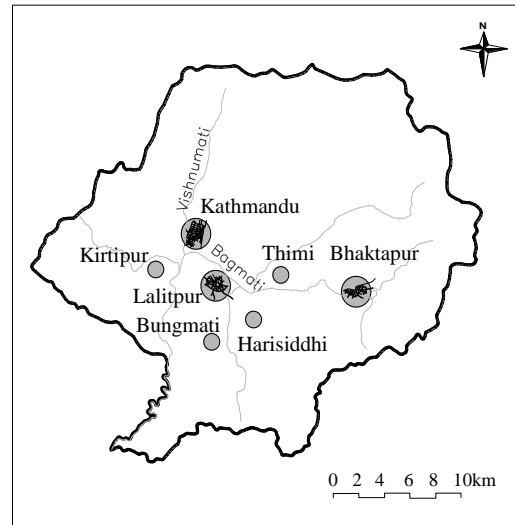 N
Vishnumati
Kathmandu
Bagmati
Kirtipur
Thimi
Bhaktapur
Lalitpur
Bungmati
Harisiddhi
0 2 4 6 8 10km